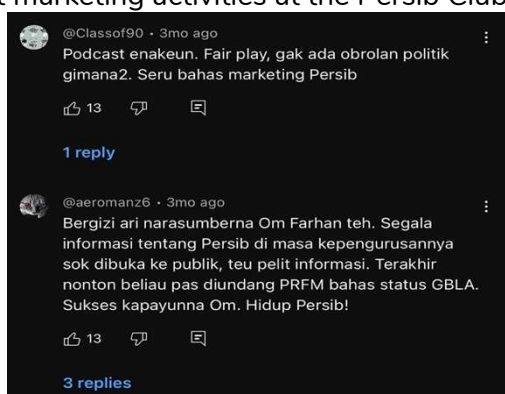 t marketing activities at the Persib Club
@Classof90 • 3mo ago
Podcast enakeun. Fair play, gak ada obrolan politik
gimana2. Seru bahas marketing Persib
13
1 reply
@aeromanz6 • 3mo ago
Bergizi ari narasumberna Om Farhan teh. Segala
informasi tentang Persib di masa kepengurusannya
sok dibuka ke publik, teu pelit informasi. Terakhir
nonton beliau pas diundang PRFM bahas status GBLA.
Sukses kapayunna Om. Hidup Persib!
13
3 replies